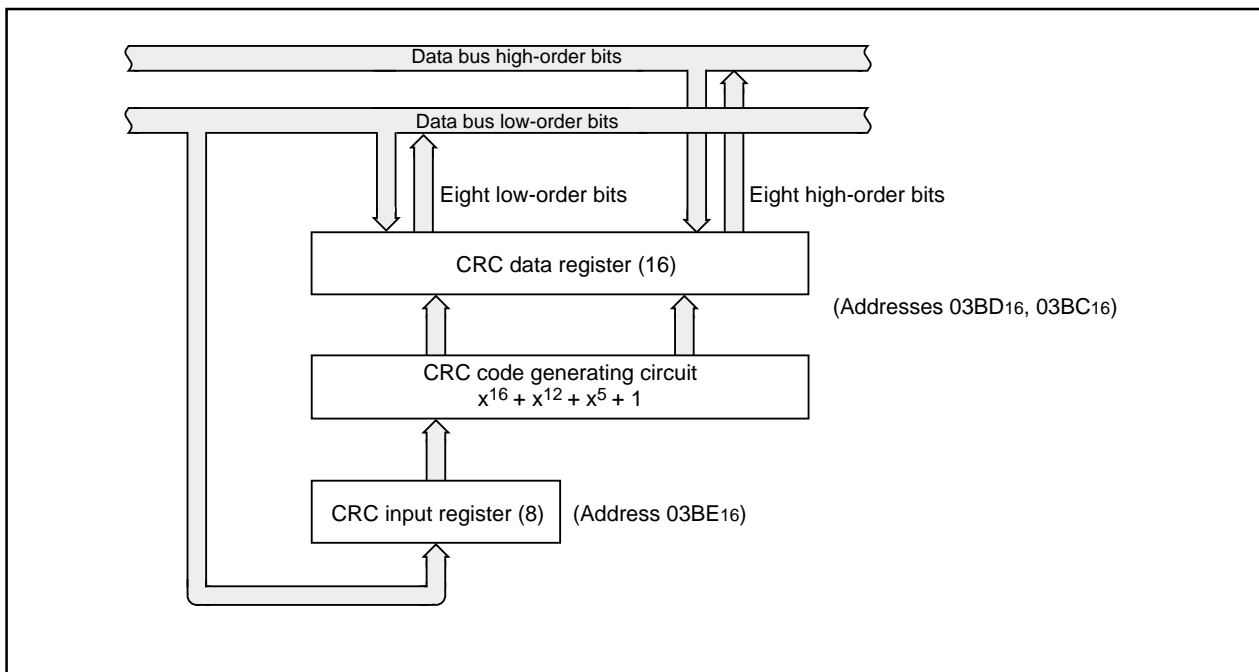 Data bus high-order bits
Data bus low-order bits
Eight low-order bits
Eight high-order bits
CRC data register (16)
(Addresses 03BD16, 03BC16)
CRC code generating circuit
x16 + x12 + x5 + 1
CRC input register (8)
(Address 03BE16)